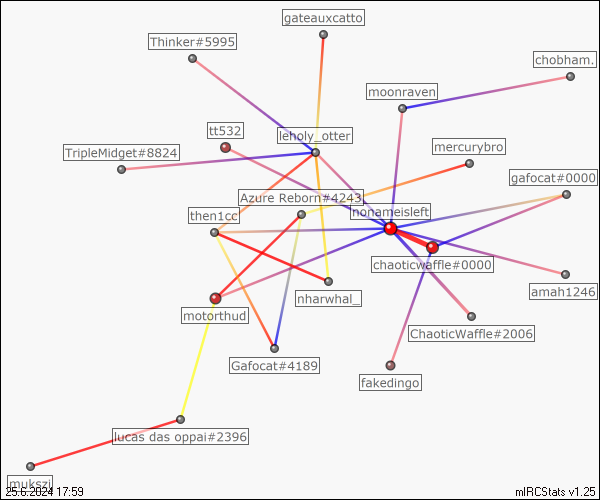 gateauxcatto
Thinker#5995
chobham.
moonraven
tt532
leholy_otter
mercurybro
TripleMidget#8824
gafocat#0000
Azure Reborn#4243
nonameisleft
then1cc
chaoticwaffle#0000
amah1246
nharwhal_
motorthud
ChaoticWaffle#2006
Gafocat#4189
fakedingo
lucas das oppai#2396
mukszi
25.6.2024 17:59
mIRCStats v1.25